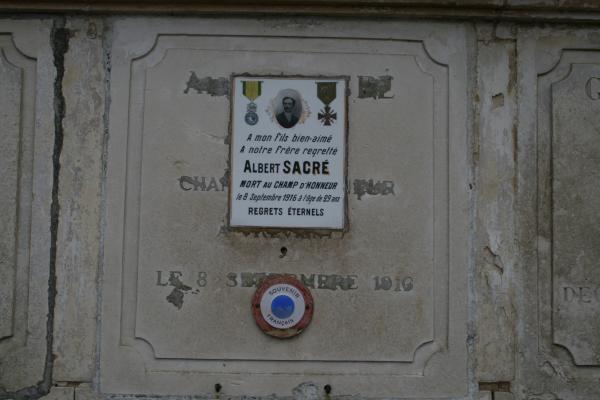 A mon fils bien-aimé
A notre frère regretté
ALBERT SACRÉ
MORT AU CHAMP D'HONNEUR
le 8 Septembre 1916 à l'âge de 29 ans
REGRETS ÉTERNELS
LE 8 SEPTEMBRE 1916
SOUVENIR
FRANÇAIS